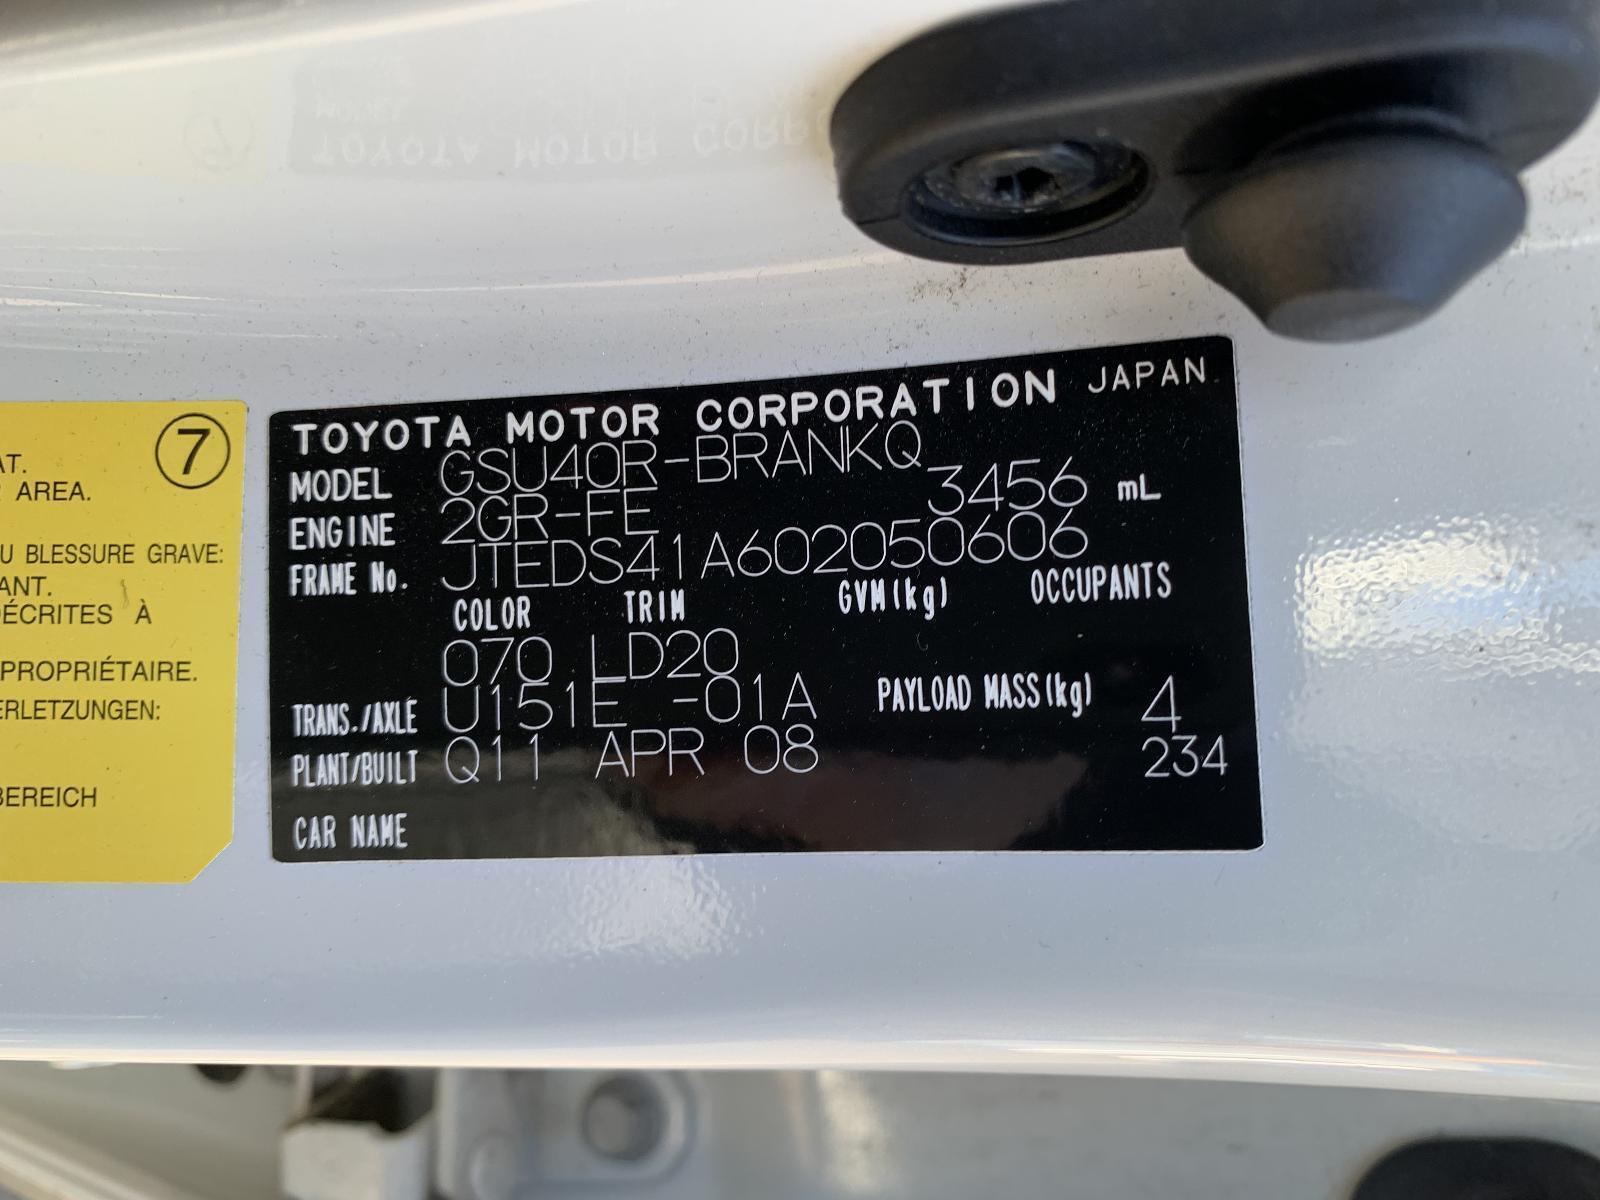 7
AT.
R AREA.
U BLESSURE GRAVE:
ANT.
DÉCRITES À
PROPRIÉTAIRE.
ERLETZUNGEN:
BEREICH
TOYOTA MOTOR CORPORATION JAPAN
MODEL GSU40R-BRANKQ
ENGINE 2GR-FE 3456 mL
FRAME No. JTEDS41A602050606
COLOR TRIM GVM(kg) OCCUPANTS
070 LD20
TRANS./AXLE U151E -01A PAYLOAD MASS(kg) 4
PLANT/BUILT Q11 APR 08 234
CAR NAME